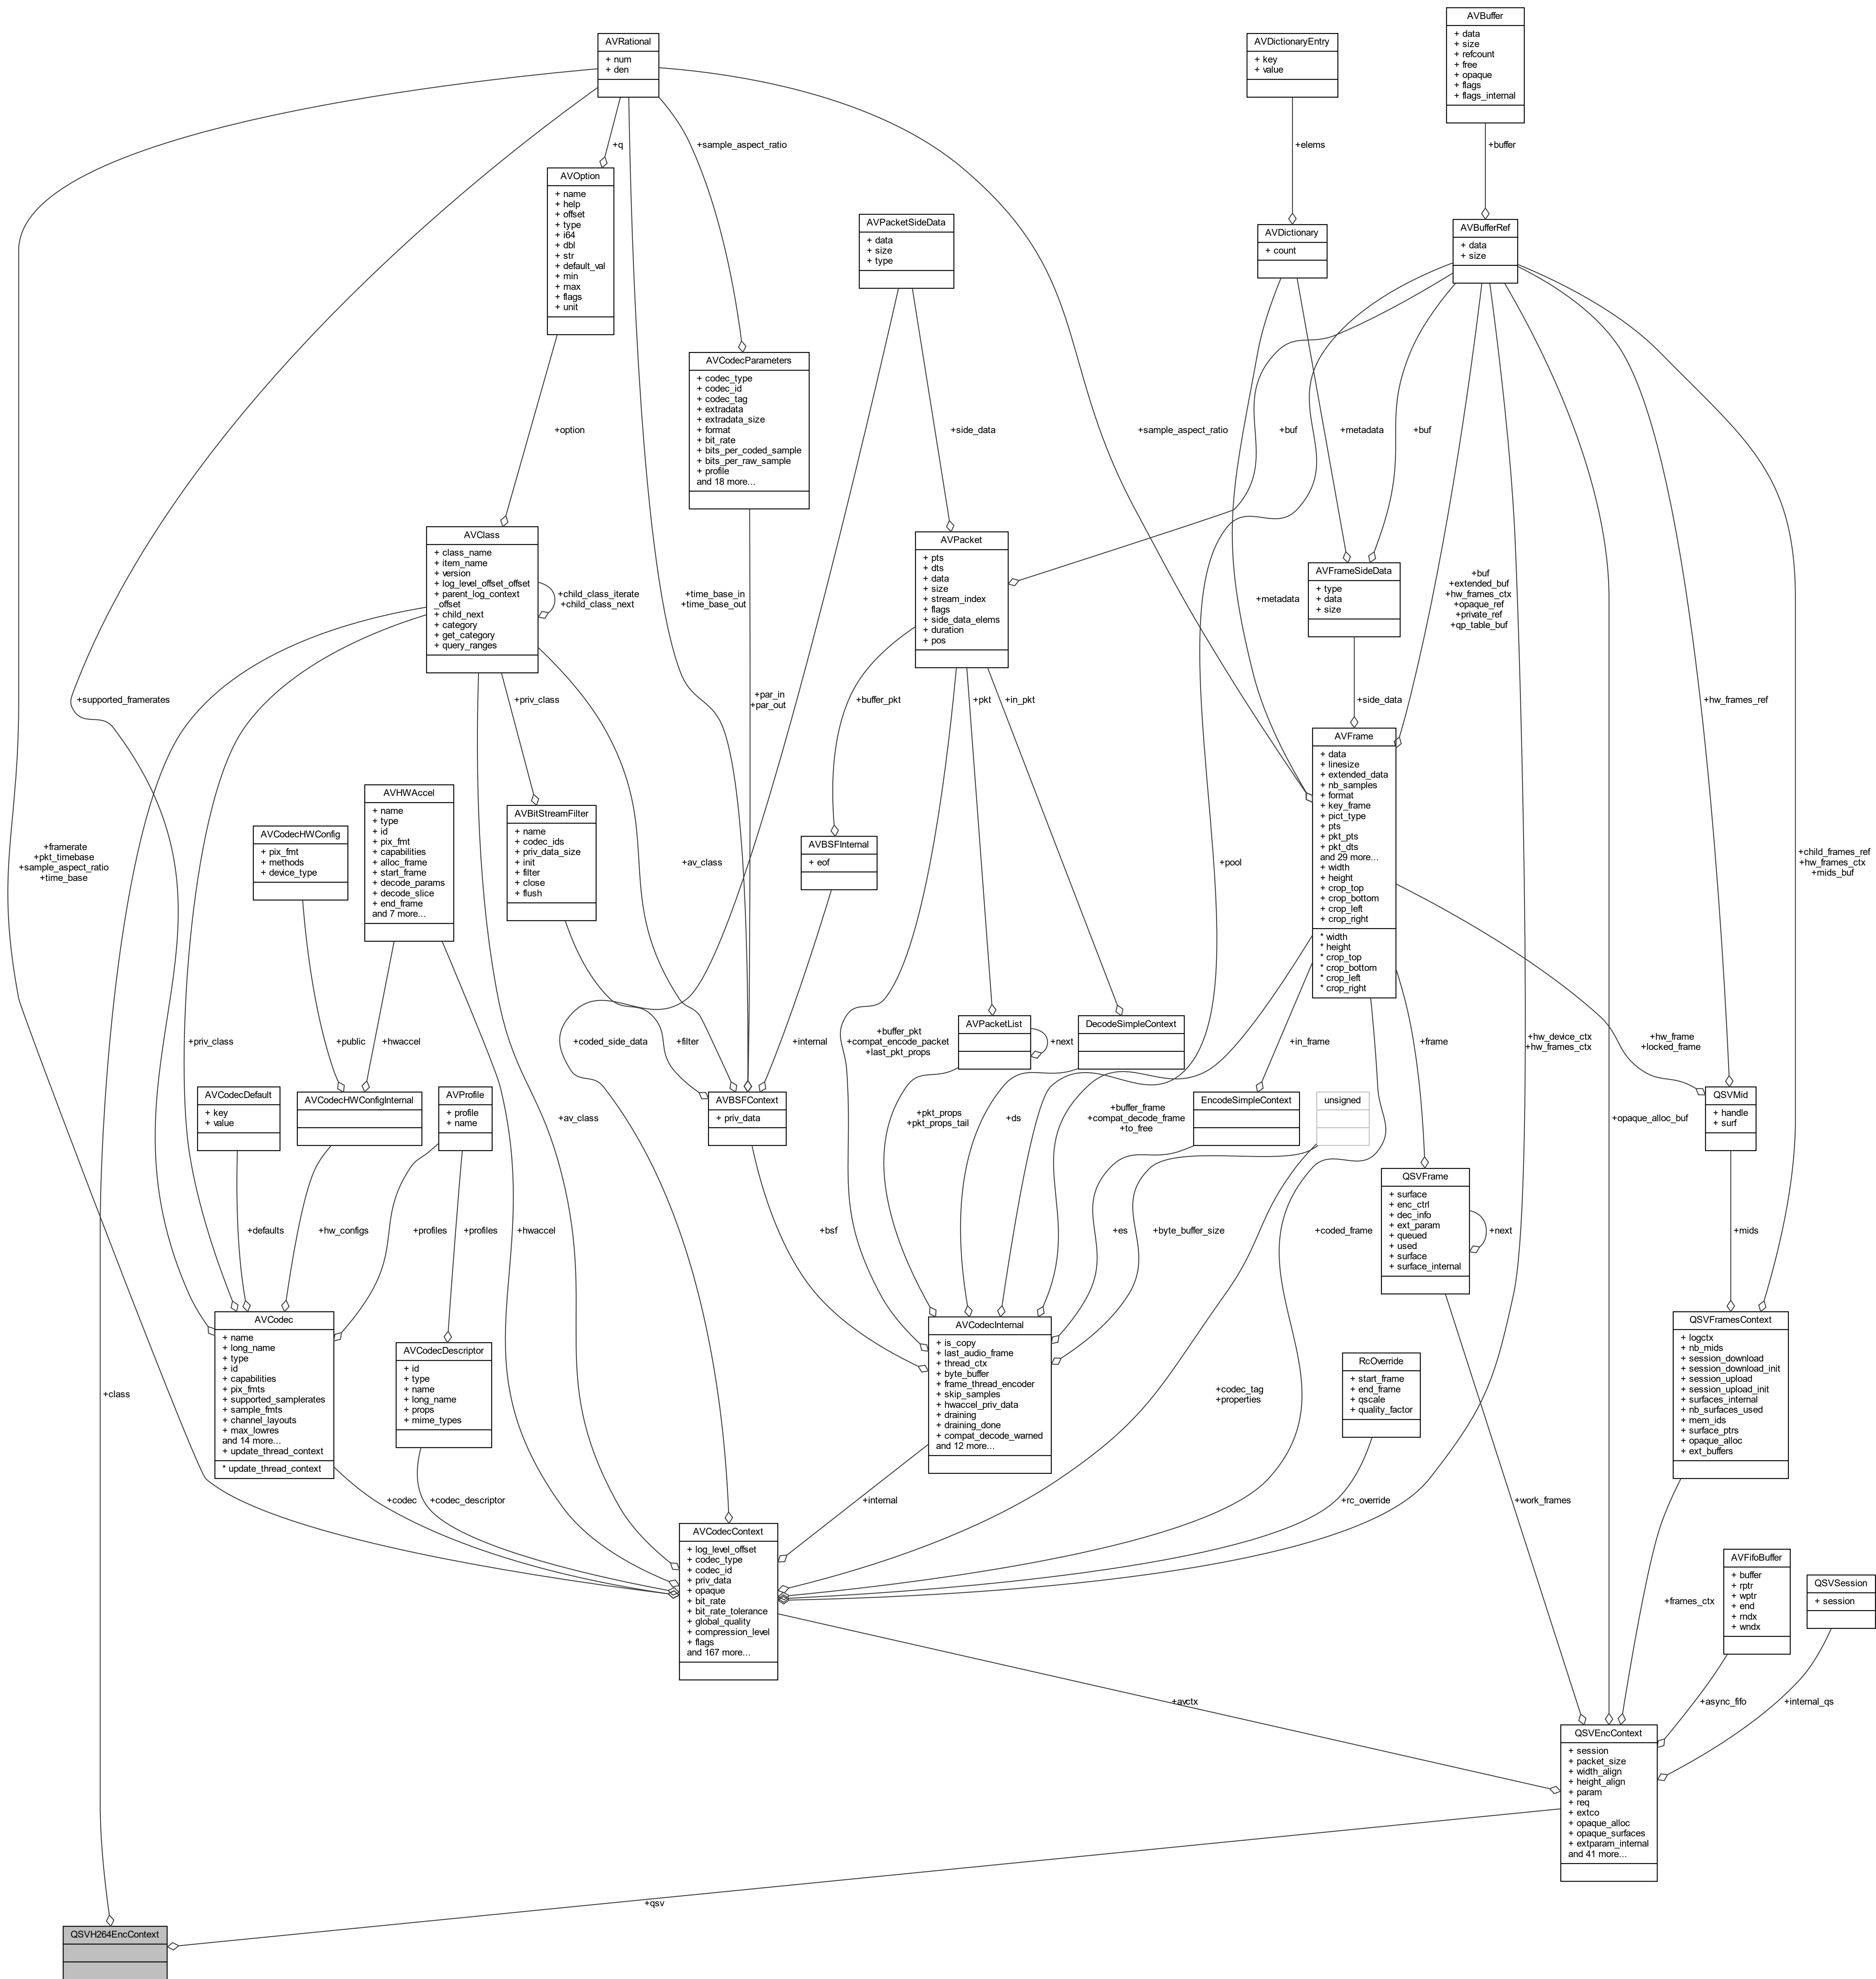 AVRational
+ num
+ den
AVDictionaryEntry
+ key
+ value
AVBuffer
+ data
+ size
+ refcount
+ free
+ opaque
+ flags
+ flags_internal
+q
+sample_aspect_ratio
+elems
+buffer
AVOption
+ name
+ help
+ offset
+ type
+ i64
+ dbl
+ str
+ default_val
+ min
+ max
+ flags
+ unit
AVPacketSideData
+ data
+ size
+ type
AVDictionary
+ count
AVBufferRef
+ data
+ size
AVCodecParameters
+ codec_type
+ codec_id
+ codec_tag
+ extradata
+ extradata_size
+ format
+ bit_rate
+ bits_per_coded_sample
+ bits_per_raw_sample
+ profile
and 18 more...
+option
+side_data
+sample_aspect_ratio
+buf
+metadata
+buf
AVClass
+ class_name
+ item_name
+ version
+ log_level_offset_offset
+ parent_log_context
_offset
+ child_next
+ category
+ get_category
+ query_ranges
+child_class_iterate
+child_class_next
+time_base_in
+time_base_out
AVPacket
+ pts
+ dts
+ data
+ size
+ stream_index
+ flags
+ side_data_elems
+ duration
+ pos
+metadata
AVFrameSideData
+ type
+ data
+ size
+buf
+extended_buf
+hw_frames_ctx
+opaque_ref
+private_ref
+qp_table_buf
+supported_framerates
+priv_class
+par_in
+par_out
+buffer_pkt
+pkt
+in_pkt
+side_data
+hw_frames_ref
AVFrame
+ data
+ linesize
+ extended_data
+ nb_samples
+ format
+ key_frame
+ pict_type
+ pts
+ pkt_pts
+ pkt_dts
and 29 more...
+ width
+ height
+ crop_top
+ crop_bottom
+ crop_left
+ crop_right
* width
* height
* crop_top
* crop_bottom
* crop_left
* crop_right
+framerate
+pkt_timebase
+sample_aspect_ratio
+time_base
AVCodecHWConfig
+ pix_fmt
+ methods
+ device_type
AVHWAccel
+ name
+ type
+ id
+ pix_fmt
+ capabilities
+ alloc_frame
+ start_frame
+ decode_params
+ decode_slice
+ end_frame
and 7 more...
AVBitStreamFilter
+ name
+ codec_ids
+ priv_data_size
+ init
+ filter
+ close
+ flush
+av_class
AVBSFInternal
+ eof
+pool
+child_frames_ref
+hw_frames_ctx
+mids_buf
+priv_class
+public
+hwaccel
+coded_side_data
+filter
+internal
+buffer_pkt
+compat_encode_packet
+last_pkt_props
AVPacketList
+next
DecodeSimpleContext
+in_frame
+frame
+hw_device_ctx
+hw_frames_ctx
+hw_frame
+locked_frame
AVCodecDefault
+ key
+ value
AVCodecHWConfigInternal
AVProfile
+ profile
+ name
+av_class
AVBSFContext
+ priv_data
+pkt_props
+pkt_props_tail
+ds
+buffer_frame
+compat_decode_frame
+to_free
EncodeSimpleContext
unsigned
+opaque_alloc_buf
QSVMid
+ handle
+ surf
QSVFrame
+ surface
+ enc_ctrl
+ dec_info
+ ext_param
+ queued
+ used
+ surface
+ surface_internal
+next
+defaults
+hw_configs
+profiles
+profiles
+hwaccel
+bsf
+es
+byte_buffer_size
+coded_frame
+mids
AVCodec
+ name
+ long_name
+ type
+ id
+ capabilities
+ pix_fmts
+ supported_samplerates
+ sample_fmts
+ channel_layouts
+ max_lowres
and 14 more...
+ update_thread_context
* update_thread_context
+class
AVCodecDescriptor
+ id
+ type
+ name
+ long_name
+ props
+ mime_types
AVCodecInternal
+ is_copy
+ last_audio_frame
+ thread_ctx
+ byte_buffer
+ frame_thread_encoder
+ skip_samples
+ hwaccel_priv_data
+ draining
+ draining_done
+ compat_decode_warned
and 12 more...
+codec_tag
+properties
RcOverride
+ start_frame
+ end_frame
+ qscale
+ quality_factor
QSVFramesContext
+ logctx
+ nb_mids
+ session_download
+ session_download_init
+ session_upload
+ session_upload_init
+ surfaces_internal
+ nb_surfaces_used
+ mem_ids
+ surface_ptrs
+ opaque_alloc
+ ext_buffers
+codec
+codec_descriptor
+internal
+rc_override
+work_frames
AVCodecContext
+ log_level_offset
+ codec_type
+ codec_id
+ priv_data
+ opaque
+ bit_rate
+ bit_rate_tolerance
+ global_quality
+ compression_level
+ flags
and 167 more...
+frames_ctx
AVFifoBuffer
+ buffer
+ rptr
+ wptr
+ end
+ rndx
+ wndx
QSVSession
+ session
+avctx
+async_fifo
+internal_qs
QSVEncContext
+ session
+ packet_size
+ width_align
+ height_align
+ param
+ req
+ extco
+ opaque_alloc
+ opaque_surfaces
+ extparam_internal
and 41 more...
+qsv
QSVH264EncContext